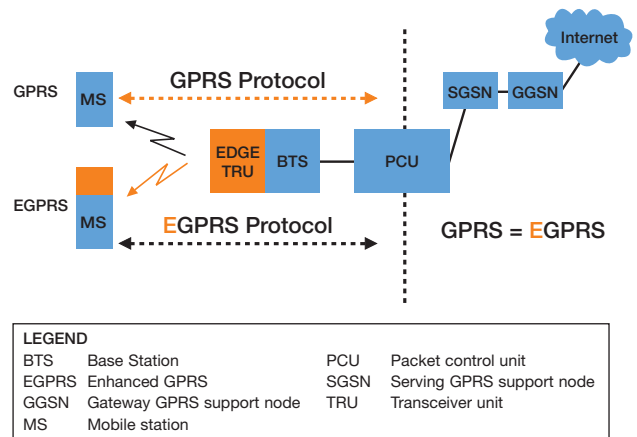 Internet
GPRS
MS
GPRS Protocol
SGSN
GGSN
EDGE
TRU
BTS
PCU
EGPRS
MS
EGPRS Protocol
GPRS = EGPRS
LEGEND
BTS Base Station
PCU Packet control unit
EGPRS Enhanced GPRS
SGSN Serving GPRS support node
GGSN Gateway GPRS support node
TRU Transceiver unit
MS Mobile station